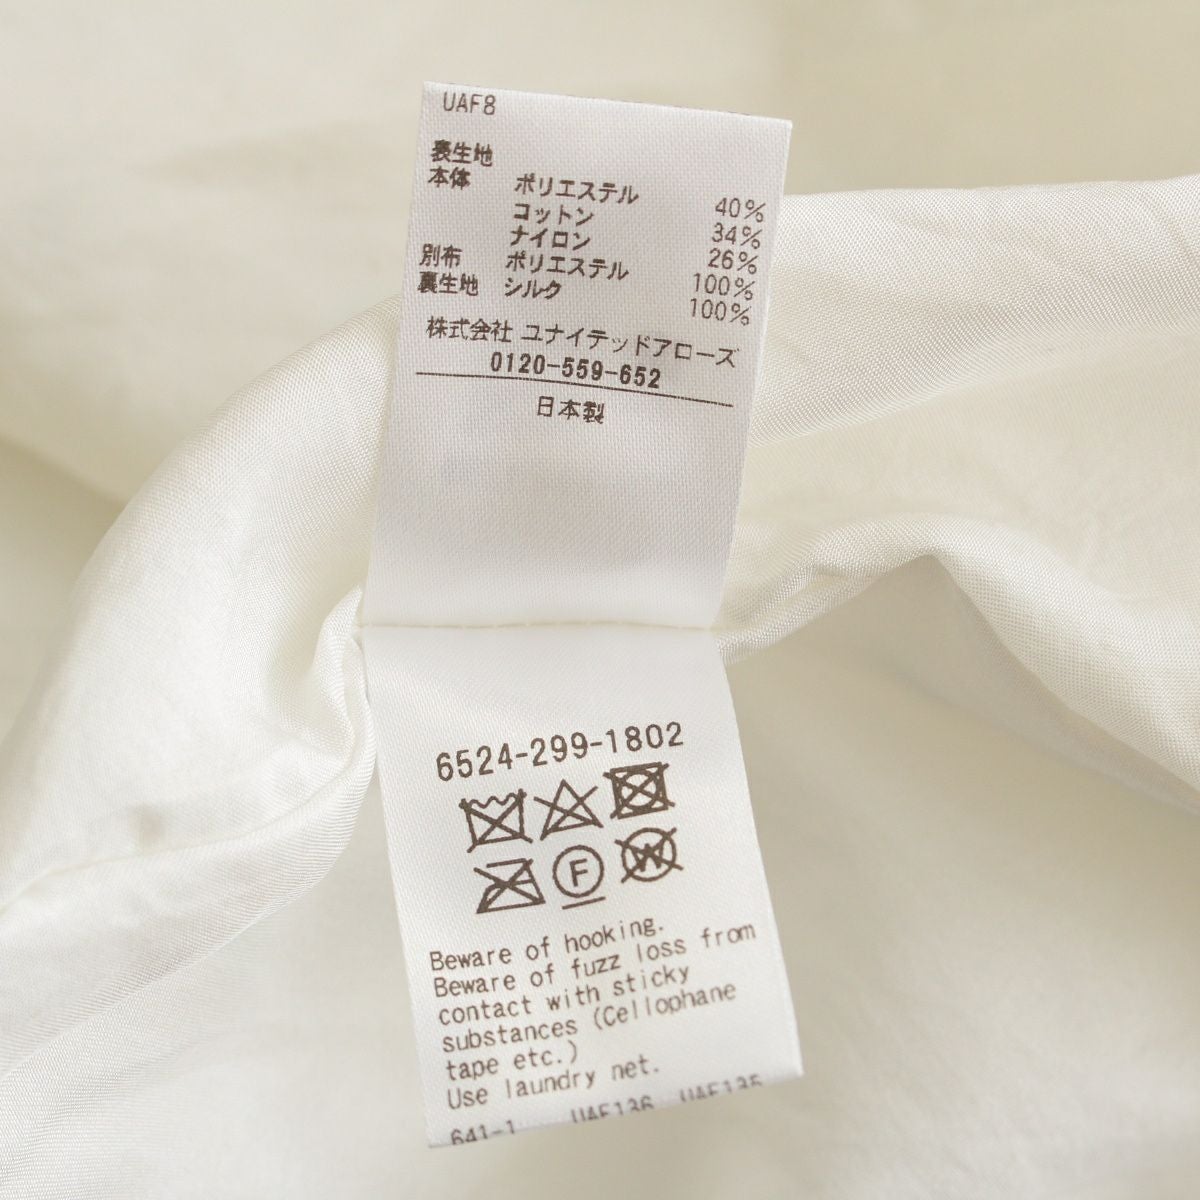 UAF8
表生地
本体 ポリエステル 40%
コットン 34%
ナイロン 26%
別布 ポリエステル 100%
裏生地 シルク 100%
株式会社 ユナイテッドアローズ
0120-559-652
日本製
6524-299-1802
F
W
Beware of hooking.
Beware of fuzz loss from
contact with sticky
substances (Cellophane
tape etc.)
Use laundry net.
641-1 UAF136 UAF135